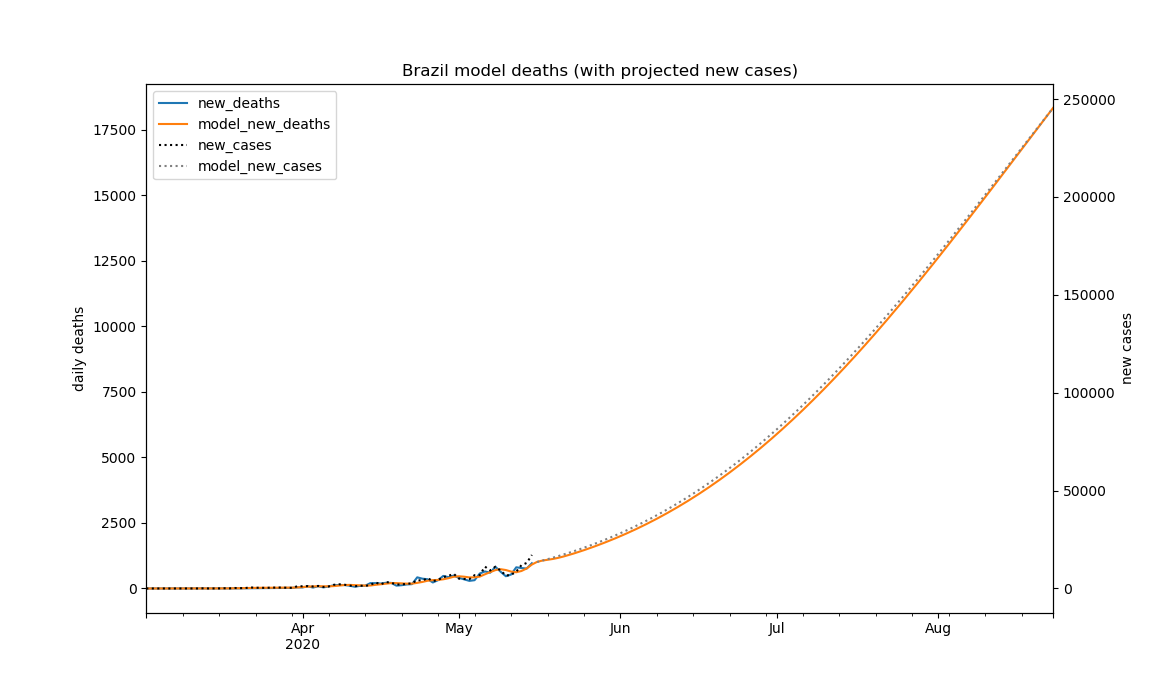 Brazil model deaths (with projected new cases)
new_deaths
model_new_deaths
new_cases
model_new_cases
17500
15000
12500
10000
7500
5000
2500
0
daily deaths
250000
200000
150000
100000
50000
0
new cases
Apr
2020
May
Jun
Jul
Aug